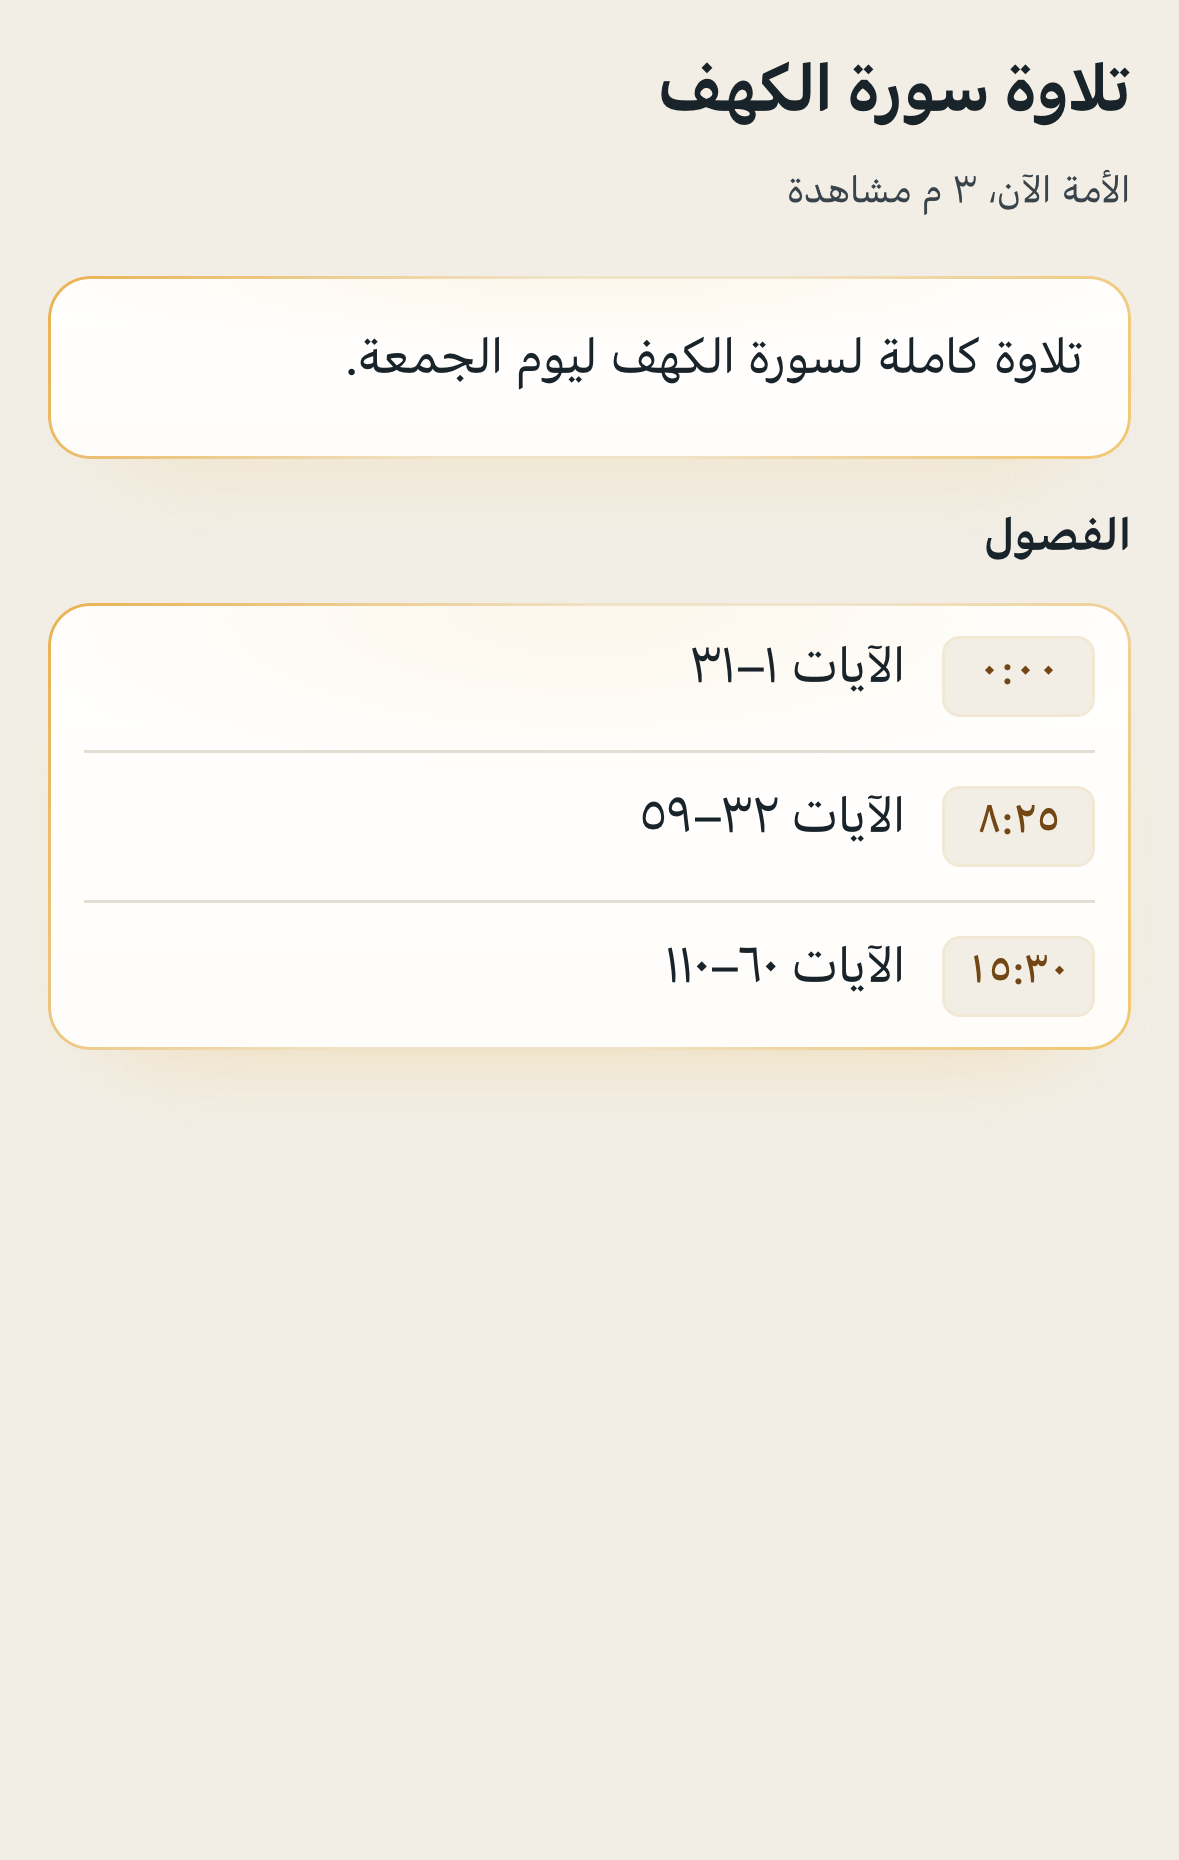 تلاوة سورة الكهف
الأمة الآن، ٣ م مشاهدة
تلاوة كاملة لسورة الكهف ليوم الجمعة.
الفصول
٠:٠٠ الآيات ١–٣١
٨:٢٥ الآيات ٣٢–٥٩
١٥:٣٠ الآيات ٦٠–١١٠